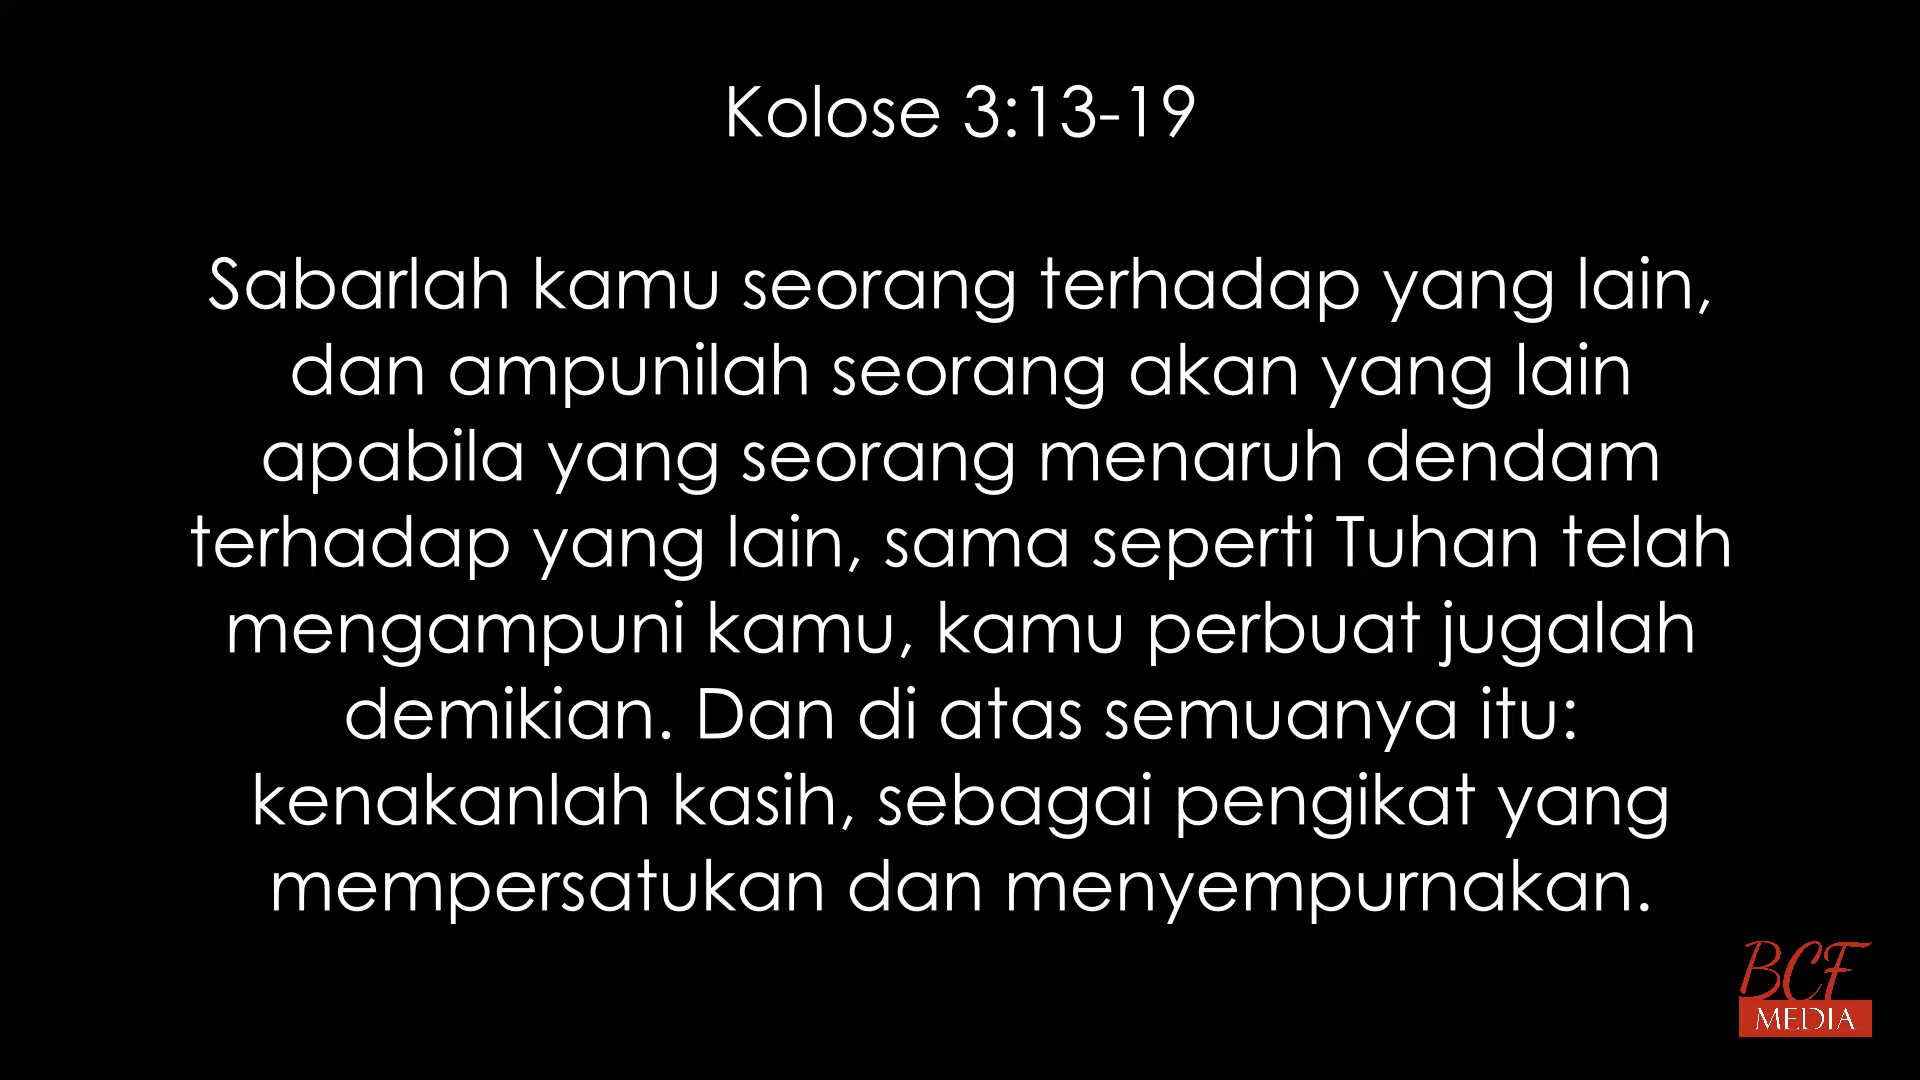 Kolose 3:13-19
Sabarlah kamu seorang terhadap yang lain,
dan ampunilah seorang akan yang lain
apabila yang seorang menaruh dendam
terhadap yang lain, sama seperti Tuhan telah
mengampuni kamu, kamu perbuat jugalah
demikian. Dan di atas semuanya itu:
kenakanlah kasih, sebagai pengikat yang
mempersatukan dan menyempurnakan.
BCF
MEDIA